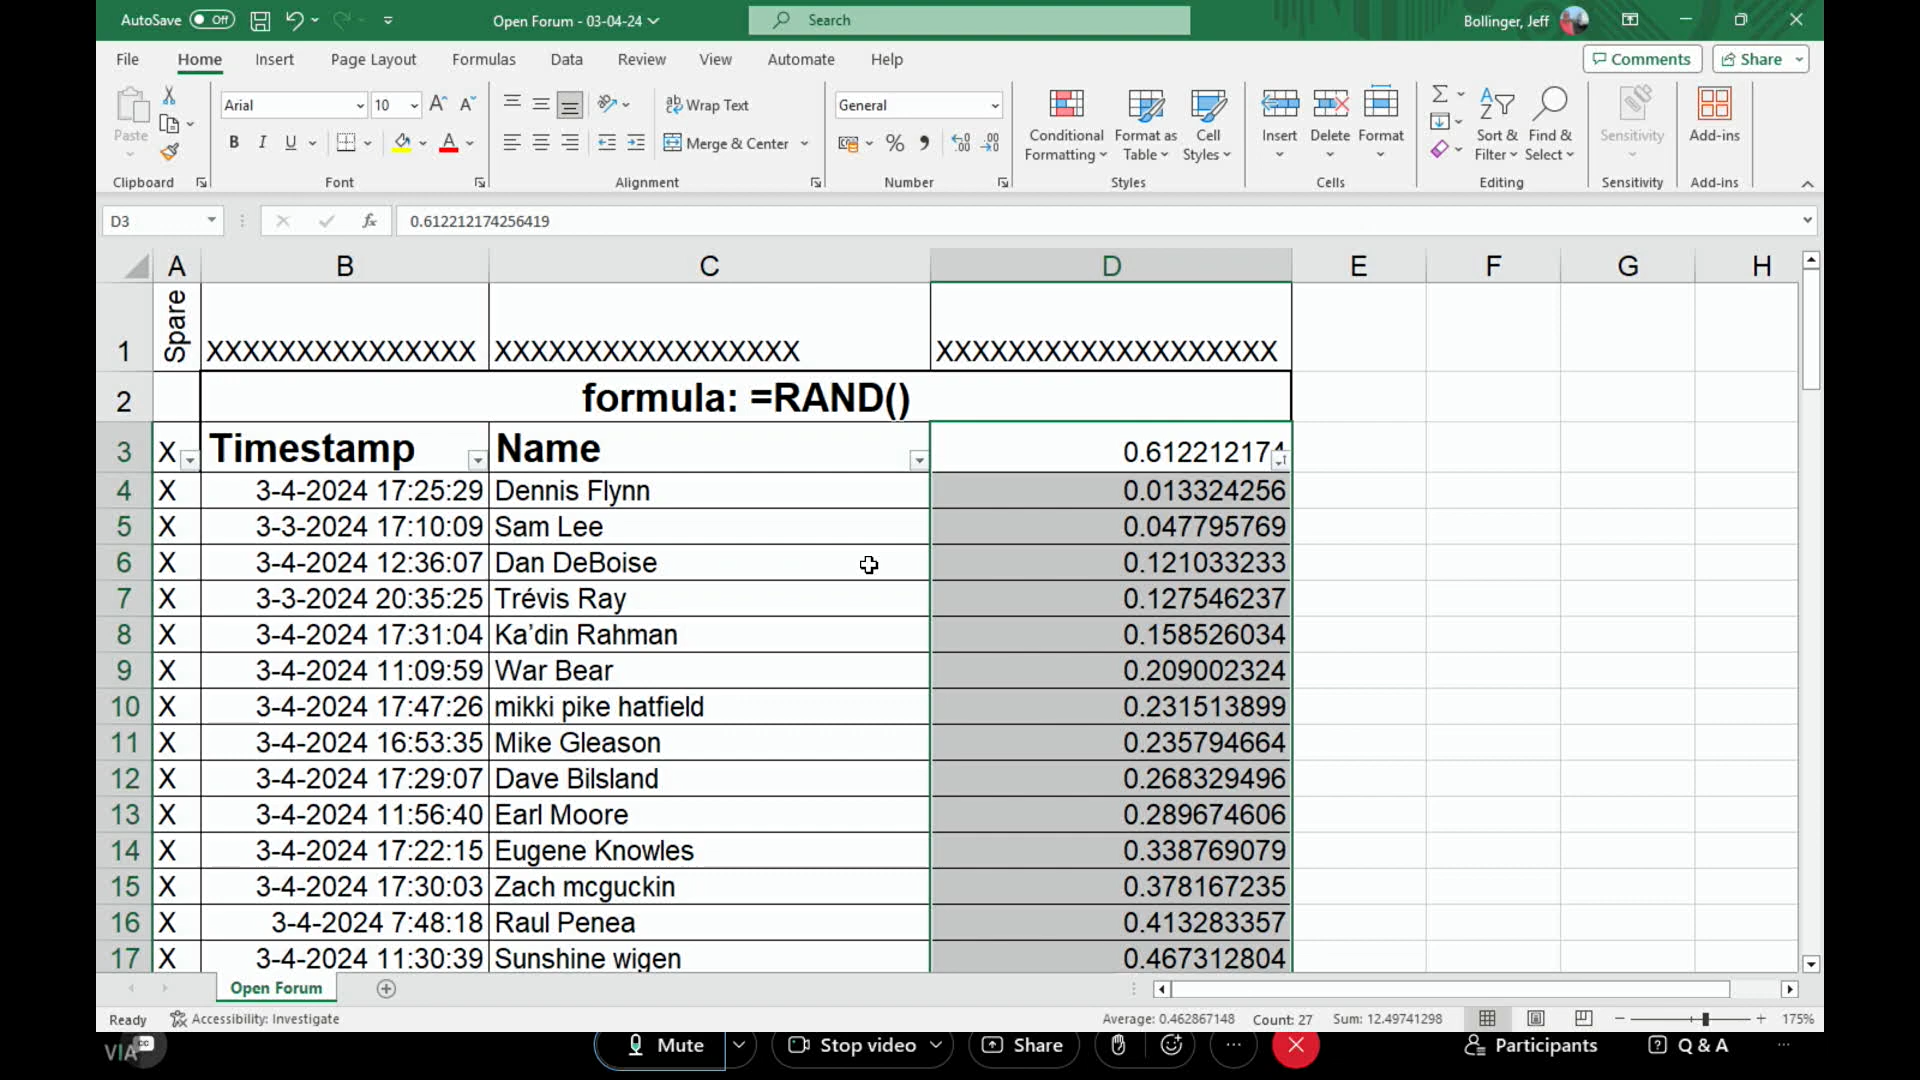 AutoSave Off Open Forum - 03-04-24 Search Bollinger, Jeff
File Home Insert Page Layout Formulas Data Review View Automate Help Comments Share
Paste Arial 10 Wrap Text General Conditional Formatting Format as Table Cell Styles Insert Delete Format Sort & Filter Find & Select Sensitivity Add-ins
B I U A Merge & Center %
Clipboard Font Alignment Number Styles Cells Editing Sensitivity Add-ins
D3 fx 0.612212174256419
A B C D E F G H
1 Spare XXXXXXXXXXXXXXX XXXXXXXXXXXXXXXXX XXXXXXXXXXXXXXXXXXX
2 formula: =RAND()
3 X Timestamp Name 0.612212174
4 X 3-4-2024 17:25:29 Dennis Flynn 0.013324256
5 X 3-3-2024 17:10:09 Sam Lee 0.047795769
6 X 3-4-2024 12:36:07 Dan DeBoise 0.121033233
7 X 3-3-2024 20:35:25 Trévis Ray 0.127546237
8 X 3-4-2024 17:31:04 Ka’din Rahman 0.158526034
9 X 3-4-2024 11:09:59 War Bear 0.209002324
10 X 3-4-2024 17:47:26 mikki pike hatfield 0.231513899
11 X 3-4-2024 16:53:35 Mike Gleason 0.235794664
12 X 3-4-2024 17:29:07 Dave Bilsland 0.268329496
13 X 3-4-2024 11:56:40 Earl Moore 0.289674606
14 X 3-4-2024 17:22:15 Eugene Knowles 0.338769079
15 X 3-4-2024 17:30:03 Zach mcguckin 0.378167235
16 X 3-4-2024 7:48:18 Raul Penea 0.413283357
17 X 3-4-2024 11:30:39 Sunshine wigen 0.467312804
Open Forum
Ready Accessibility: Investigate Average: 0.462867148 Count: 27 Sum: 12.49741298 175%
VIA CC Mute Stop video Share Participants Q & A